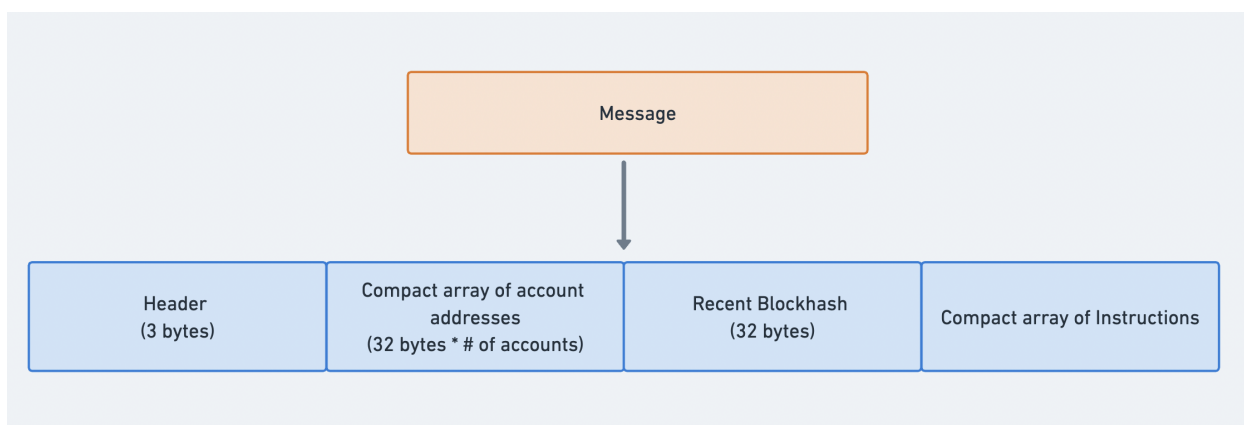 Message
Header
(3 bytes)
Compact array of account
addresses
(32 bytes * # of accounts)
Recent Blockhash
(32 bytes)
Compact array of Instructions